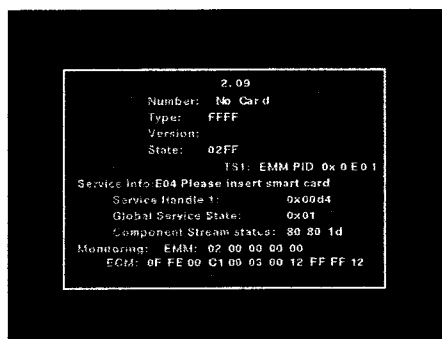 2.09
Number: No Card
Type: FFFF
Version:
State: 02FF
TS1: EMM PID 0x 0E01
Service Info:E04 Please insert smart card
Service Handle 1: 0x00d4
Global Service State: 0x01
Component Stream status: 80 80 1d
Monitoring: EMM: 02 00 00 00 00
ECM: 0F FE 00 C1 00 03 00 12 FF FF 12